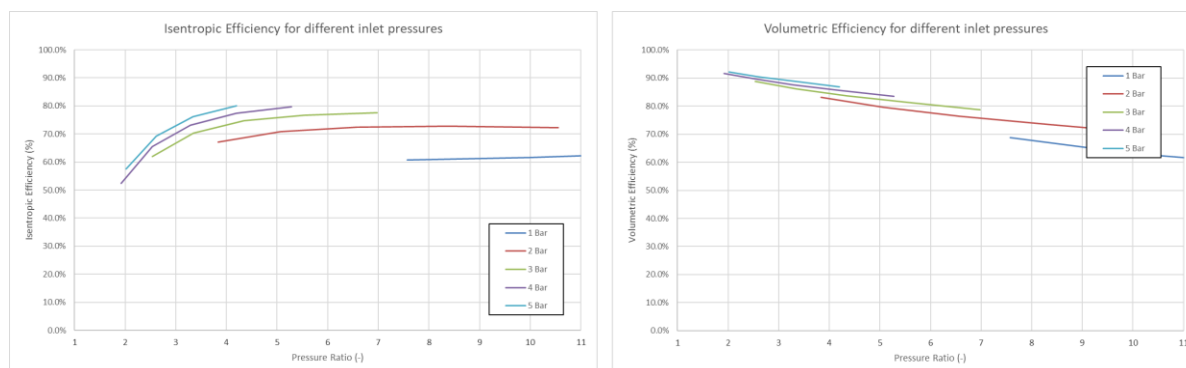 Isentropic Efficiency for different inlet pressures
100.0%
90.0%
80.0%
70.0%
60.0%
50.0%
40.0%
30.0%
20.0%
10.0%
0.0%
Isentropic Efficiency (%)
1 2 3 4 5 6 7 8 9 10 11
Pressure Ratio (-)
1 Bar
2 Bar
3 Bar
4 Bar
5 Bar
Volumetric Efficiency for different inlet pressures
100.0%
90.0%
80.0%
70.0%
60.0%
50.0%
40.0%
30.0%
20.0%
10.0%
0.0%
Volumetric Efficiency (%)
1 2 3 4 5 6 7 8 9 10 11
Pressure Ratio (-)
1 Bar
2 Bar
3 Bar
4 Bar
5 Bar